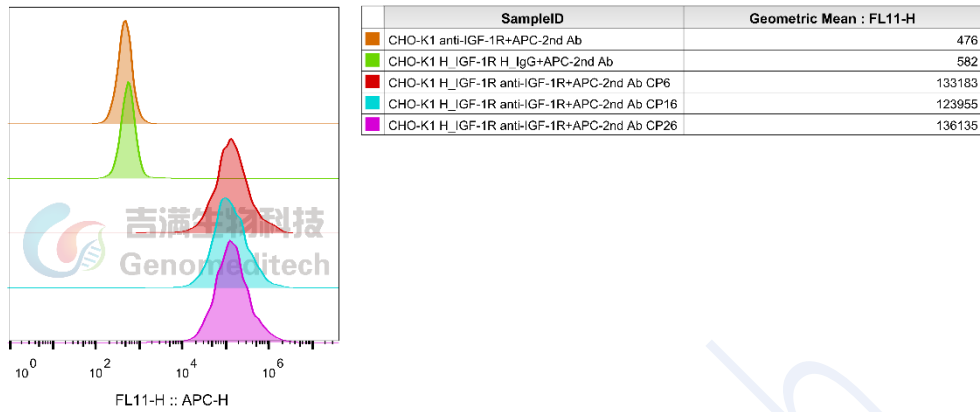 吉满生物科技
Genomeditech
10^0 10^2 10^4 10^6
FL11-H :: APC-H
SampleID Geometric Mean : FL11-H
CHO-K1 anti-IGF-1R+APC-2nd Ab 476
CHO-K1 H_IGF-1R H_IgG+APC-2nd Ab 582
CHO-K1 H_IGF-1R anti-IGF-1R+APC-2nd Ab CP6 133183
CHO-K1 H_IGF-1R anti-IGF-1R+APC-2nd Ab CP16 123955
CHO-K1 H_IGF-1R anti-IGF-1R+APC-2nd Ab CP26 136135